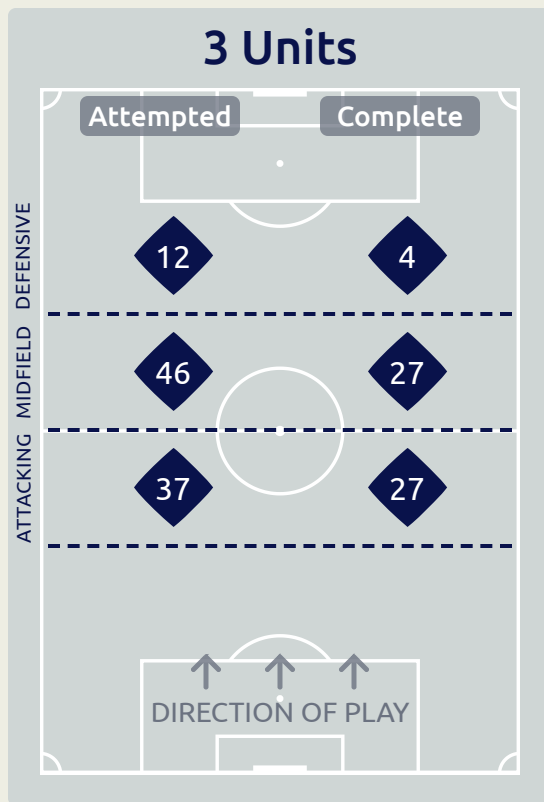 3 Units
Attempted Complete
DEFENSIVE
12 4
MIDFIELD
46 27
ATTACKING
37 27
DIRECTION OF PLAY